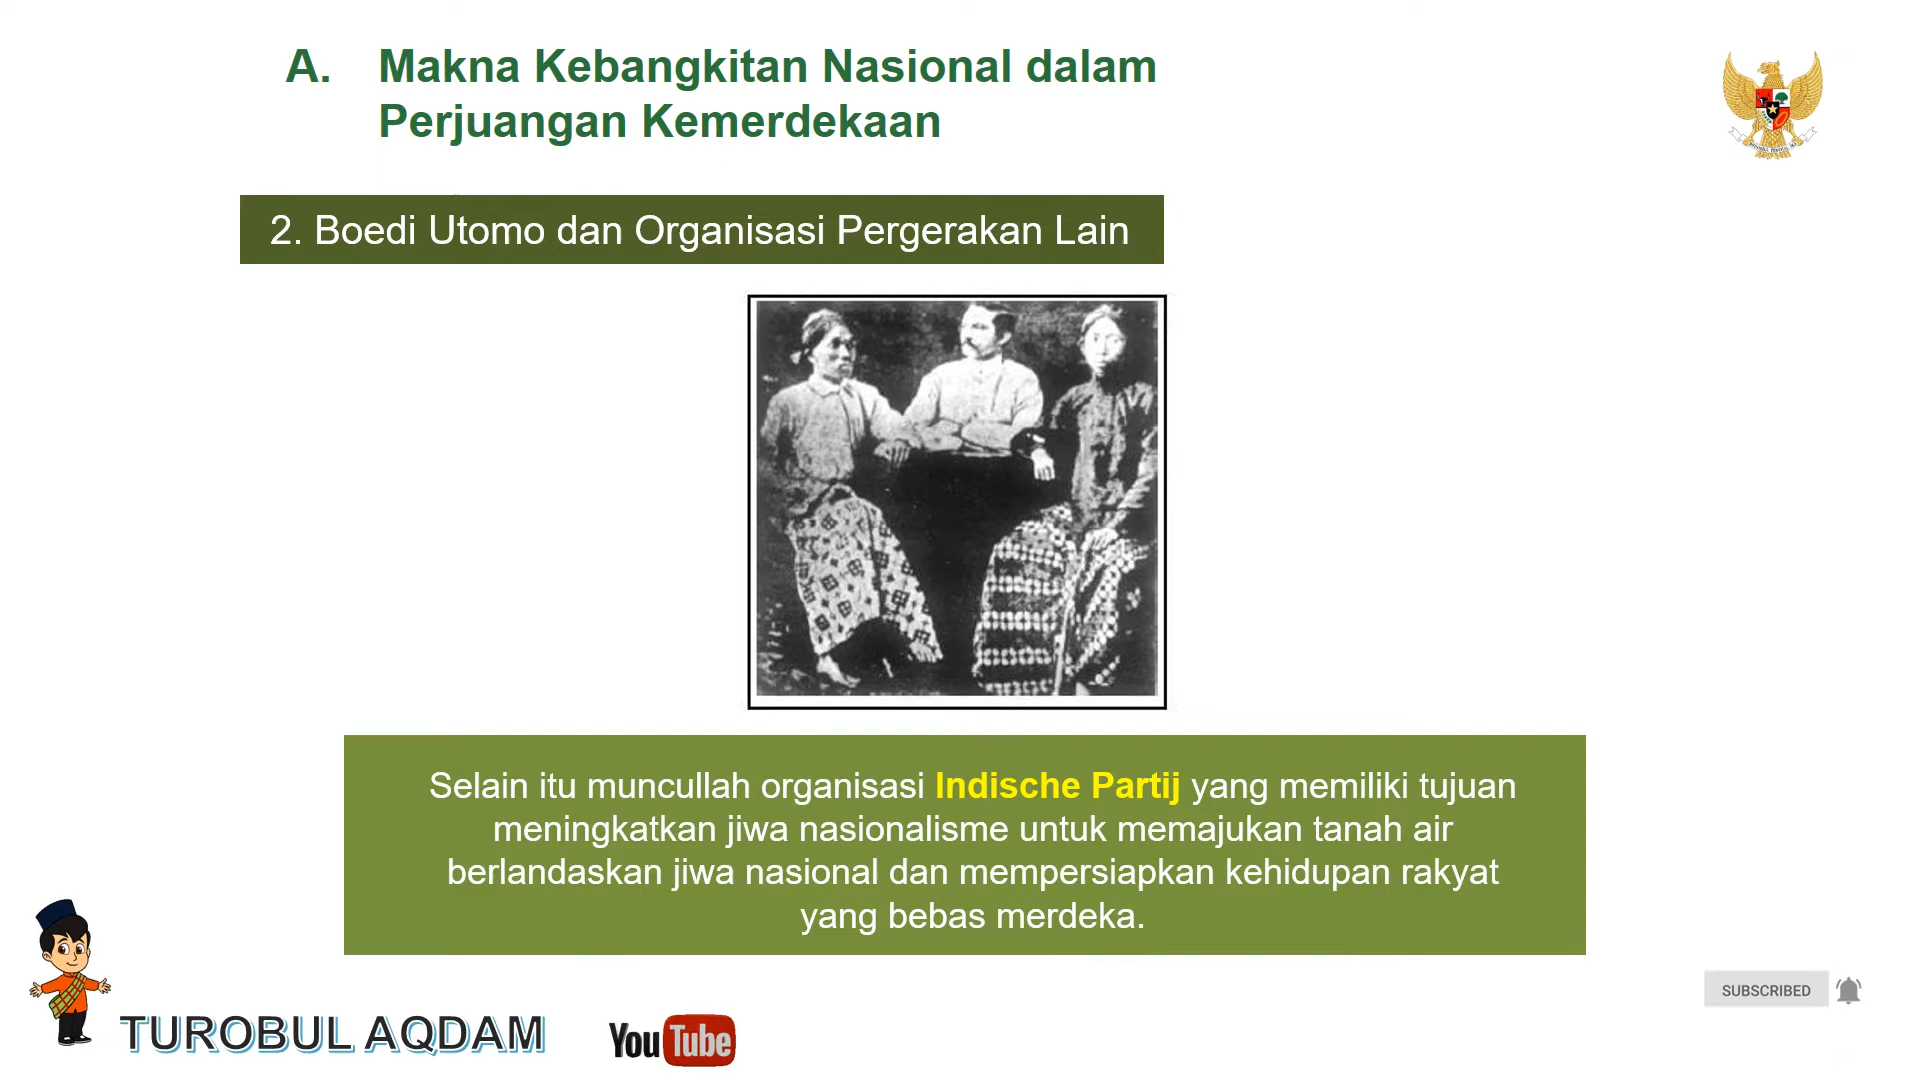 A. Makna Kebangkitan Nasional dalam
Perjuangan Kemerdekaan
2. Boedi Utomo dan Organisasi Pergerakan Lain
Selain itu muncullah organisasi Indische Partij yang memiliki tujuan
meningkatkan jiwa nasionalisme untuk memajukan tanah air
berlandaskan jiwa nasional dan mempersiapkan kehidupan rakyat
yang bebas merdeka.
SUBSCRIBED
TUROBUL AQDAM
YouTube